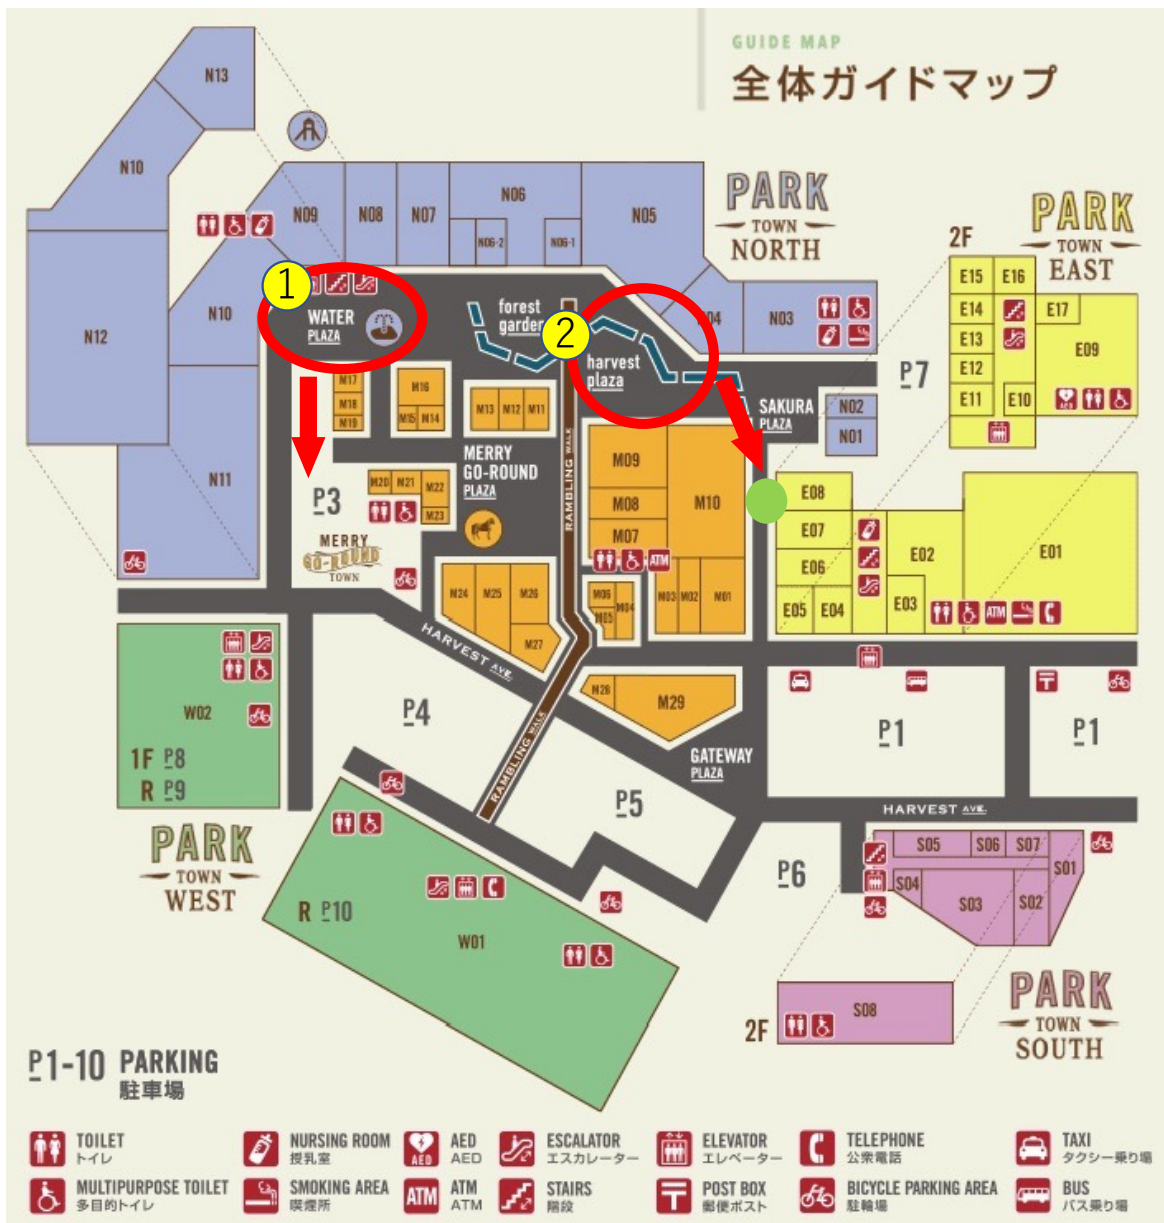 GUIDE MAP
全体ガイドマップ
N13
N10
N09
N08
N07
N06
N06-2
N06-1
N05
PARK
TOWN
NORTH
PARK
TOWN
EAST
2F
E15
E16
E14
E17
E13
E09
E12
E11
E10
AED
N12
N10
1
WATER
PLAZA
forest
garden
2
harvest
plaza
N04
N03
P7
SAKURA
PLAZA
N02
N01
M17
M18
M19
M16
M15
M14
M13
M12
M11
MERRY
GO-ROUND
PLAZA
RAMBLING WALK
M09
M08
M07
M10
ATM
N11
P3
M20
M21
M22
M23
MERRY
GO-ROUND
TOWN
E08
E07
E06
E05
E04
E02
E03
E01
ATM
M24
M25
M26
M27
M06
M05
M04
M03
M02
M01
HARVEST AVE.
M28
M29
W02
1F P8
R P9
P4
RAMBLING WALK
GATEWAY
PLAZA
P1
P1
P5
HARVEST AVE.
PARK
TOWN
WEST
R P10
W01
P6
S05
S06
S07
S01
S04
S03
S02
2F
S08
PARK
TOWN
SOUTH
P1-10 PARKING
駐車場
TOILET
トイレ
NURSING ROOM
授乳室
AED
AED
AED
ESCALATOR
エスカレーター
ELEVATOR
エレベーター
TELEPHONE
公衆電話
TAXI
タクシー乗り場
MULTIPURPOSE TOILET
多目的トイレ
SMOKING AREA
喫煙所
ATM
ATM
ATM
STAIRS
階段
POST BOX
郵便ポスト
BICYCLE PARKING AREA
駐輪場
BUS
バス乗り場